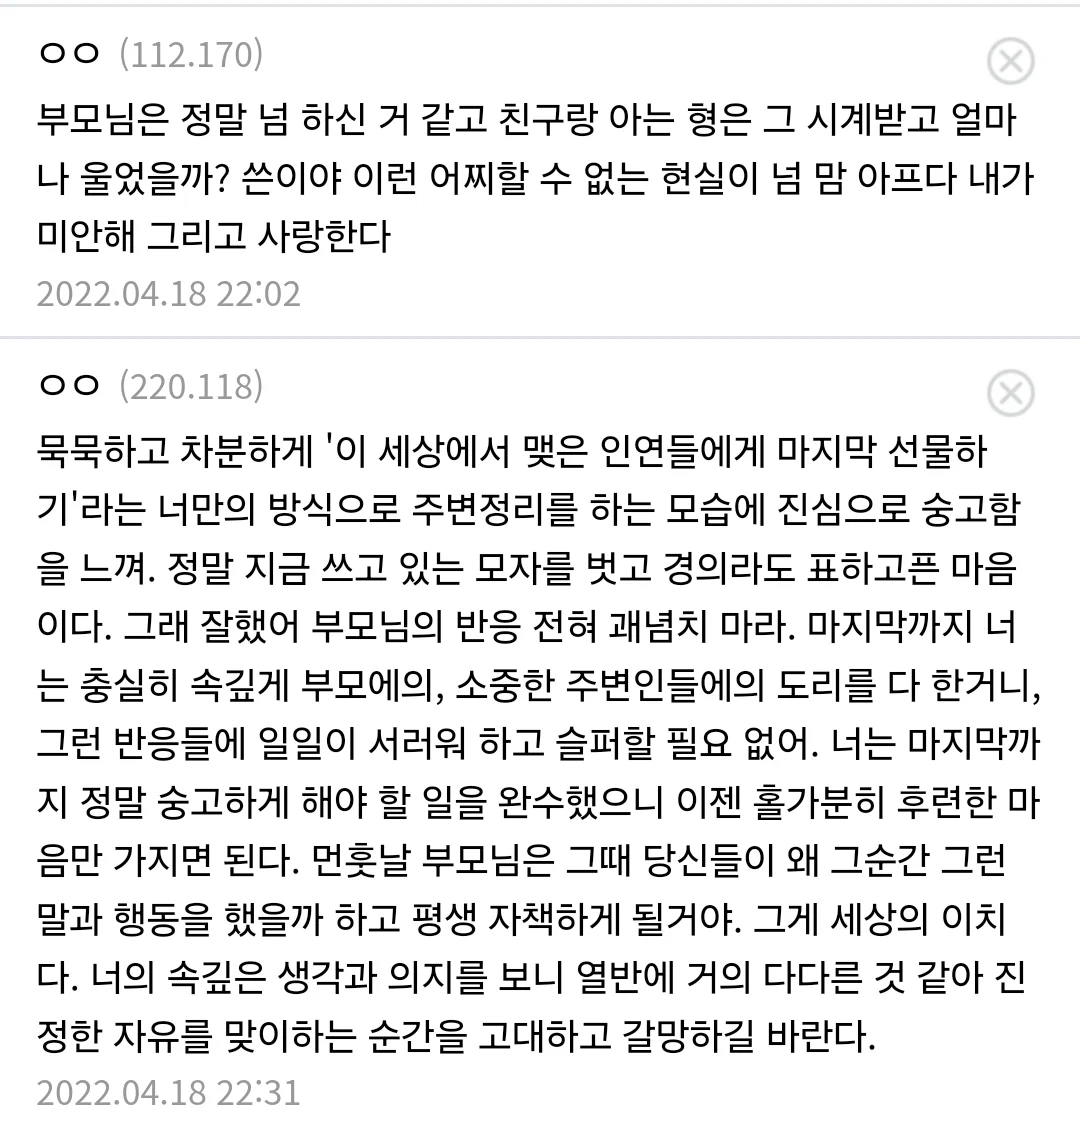 ㅇㅇ (112.170)
부모님은 정말 넘 하신 거 같고 친구랑 아는 형은 그 시계받고 얼마
나 울었을까? 쓴이야 이런 어찌할 수 없는 현실이 넘 맘 아프다 내가
미안해 그리고 사랑한다
2022.04.18 22:02
ㅇㅇ (220.118)
묵묵하고 차분하게 '이 세상에서 맺은 인연들에게 마지막 선물하
기'라는 너만의 방식으로 주변정리를 하는 모습에 진심으로 숭고함
을 느껴. 정말 지금 쓰고 있는 모자를 벗고 경의라도 표하고픈 마음
이다. 그래 잘했어 부모님의 반응 전혀 괘념치 마라. 마지막까지 너
는 충실히 속깊게 부모에의, 소중한 주변인들에의 도리를 다 한거니,
그런 반응들에 일일이 서러워 하고 슬퍼할 필요 없어. 너는 마지막까
지 정말 숭고하게 해야 할 일을 완수했으니 이젠 홀가분히 후련한 마
음만 가지면 된다. 먼훗날 부모님은 그때 당신들이 왜 그순간 그런
말과 행동을 했을까 하고 평생 자책하게 될거야. 그게 세상의 이치
다. 너의 속깊은 생각과 의지를 보니 열반에 거의 다다른 것 같아 진
정한 자유를 맞이하는 순간을 고대하고 갈망하길 바란다.
2022.04.18 22:31